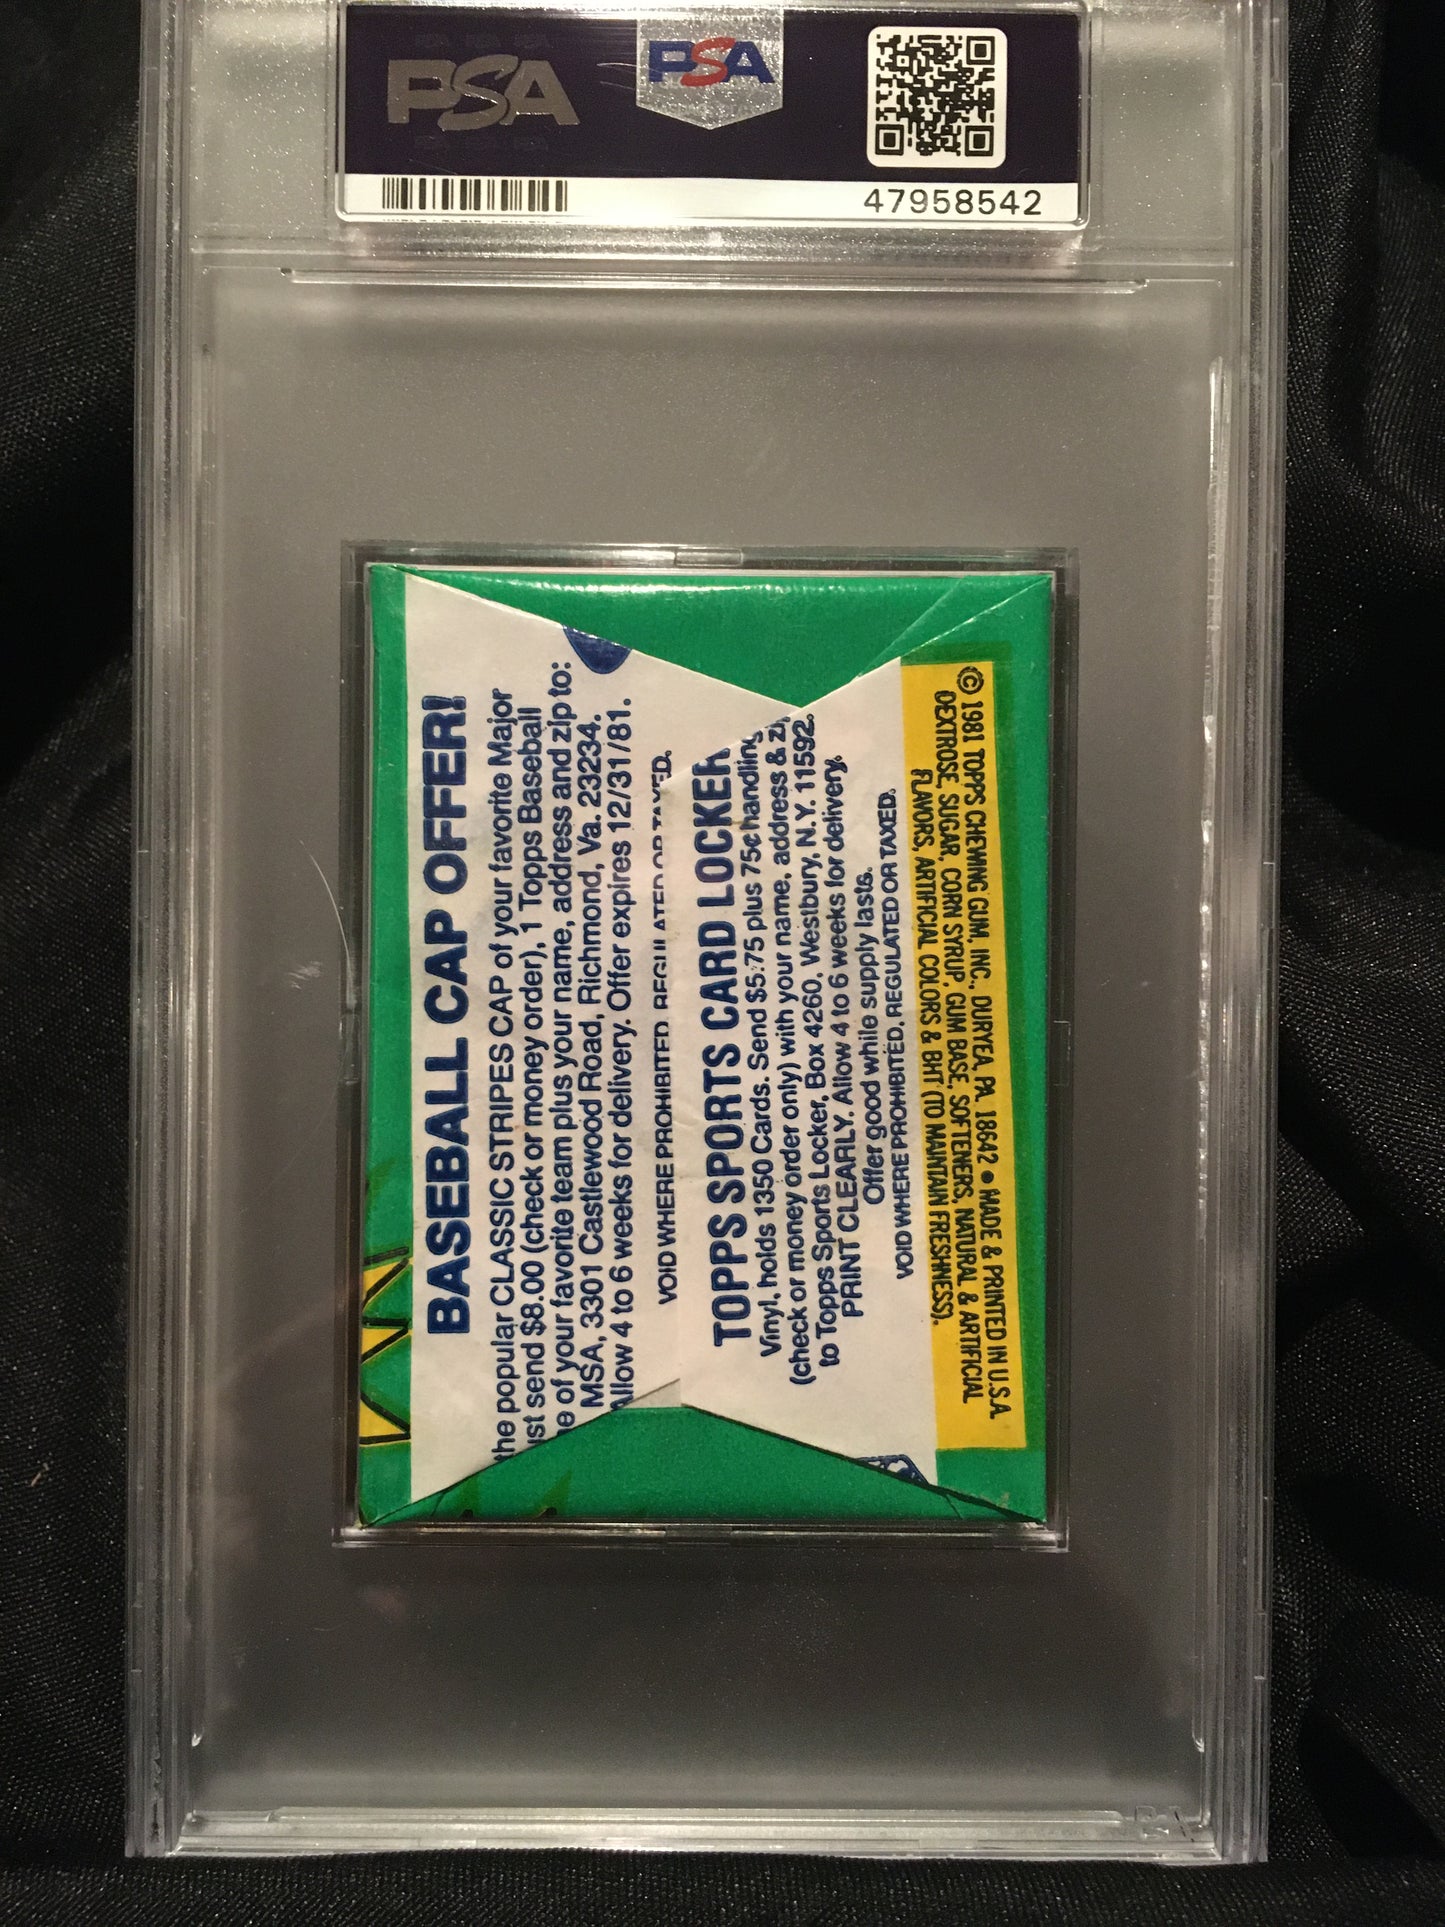 PSA
PSA
47958542
BASEBALL CAP OFFER!
the popular CLASSIC STRIPES CAP of your favorite Major
send $8.00 (check or money order), 1 Topps Baseball
of your favorite team plus your name, address and zip to:
MSA, 3301 Castlewood Road, Richmond, Va. 23234.
Allow 4 to 6 weeks for delivery. Offer expires 12/31/81.
VOID WHERE PROHIBITED, REGULATED OR TAXED.
TOPPS SPORTS CARD LOCKER
Vinyl, holds 1350 Cards. Send $5.75 plus 75¢ handling
(check or money order only) with your name, address &
to Topps Sports Locker, Box 4260, Westbury, N.Y. 11592.
PRINT CLEARLY. Allow 4 to 6 weeks for delivery.
Offer good while supply lasts.
VOID WHERE PROHIBITED, REGULATED OR TAXED.
© 1981 TOPPS CHEWING GUM, INC., DURYEA, PA. 18642 • MADE & PRINTED IN U.S.A.
DEXTROSE, SUGAR, CORN SYRUP, GUM BASE, SOFTENERS, NATURAL & ARTIFICIAL
FLAVORS, ARTIFICIAL COLORS & BHT (TO MAINTAIN FRESHNESS).